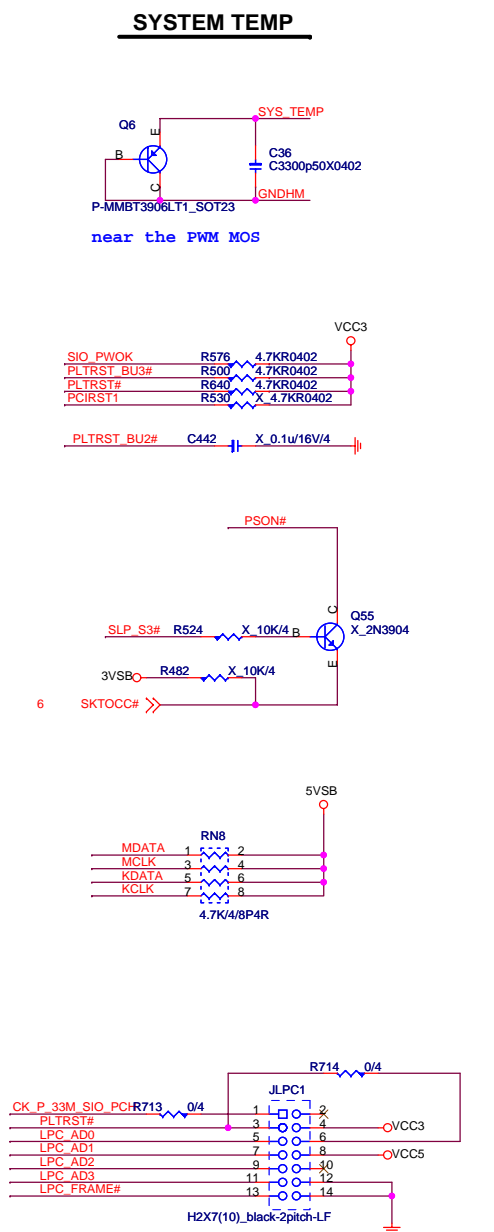 SYSTEM TEMP
SYS_TEMP
Q6
E
B
C36
C3300p50X0402
C
GNDHM
P-MMBT3906LT1_SOT23
near the PWM MOS
VCC3
SIO_PWOK R576 4.7KR0402
PLTRST_BU3# R500 4.7KR0402
PLTRST# R640 4.7KR0402
PCIRST1 R530 X_4.7KR0402
PLTRST_BU2# C442 X_0.1u/16V/4
PSON#
C
Q55
X_2N3904
SLP_S3# R524 X_10K/4 B
E
3VSB R482 X_10K/4
6 SKTOCC#
5VSB
RN8
MDATA 1 2
MCLK 3 4
KDATA 5 6
KCLK 7 8
4.7K/4/8P4R
R714 0/4
JLPC1
CK_P_33M_SIO_PCH R713 0/4 1 2
PLTRST# 3 4 VCC3
LPC_AD0 5 6
LPC_AD1 7 8 VCC5
LPC_AD2 9 10
LPC_AD3 11 12
LPC_FRAME# 13 14
H2X7(10)_black-2pitch-LF